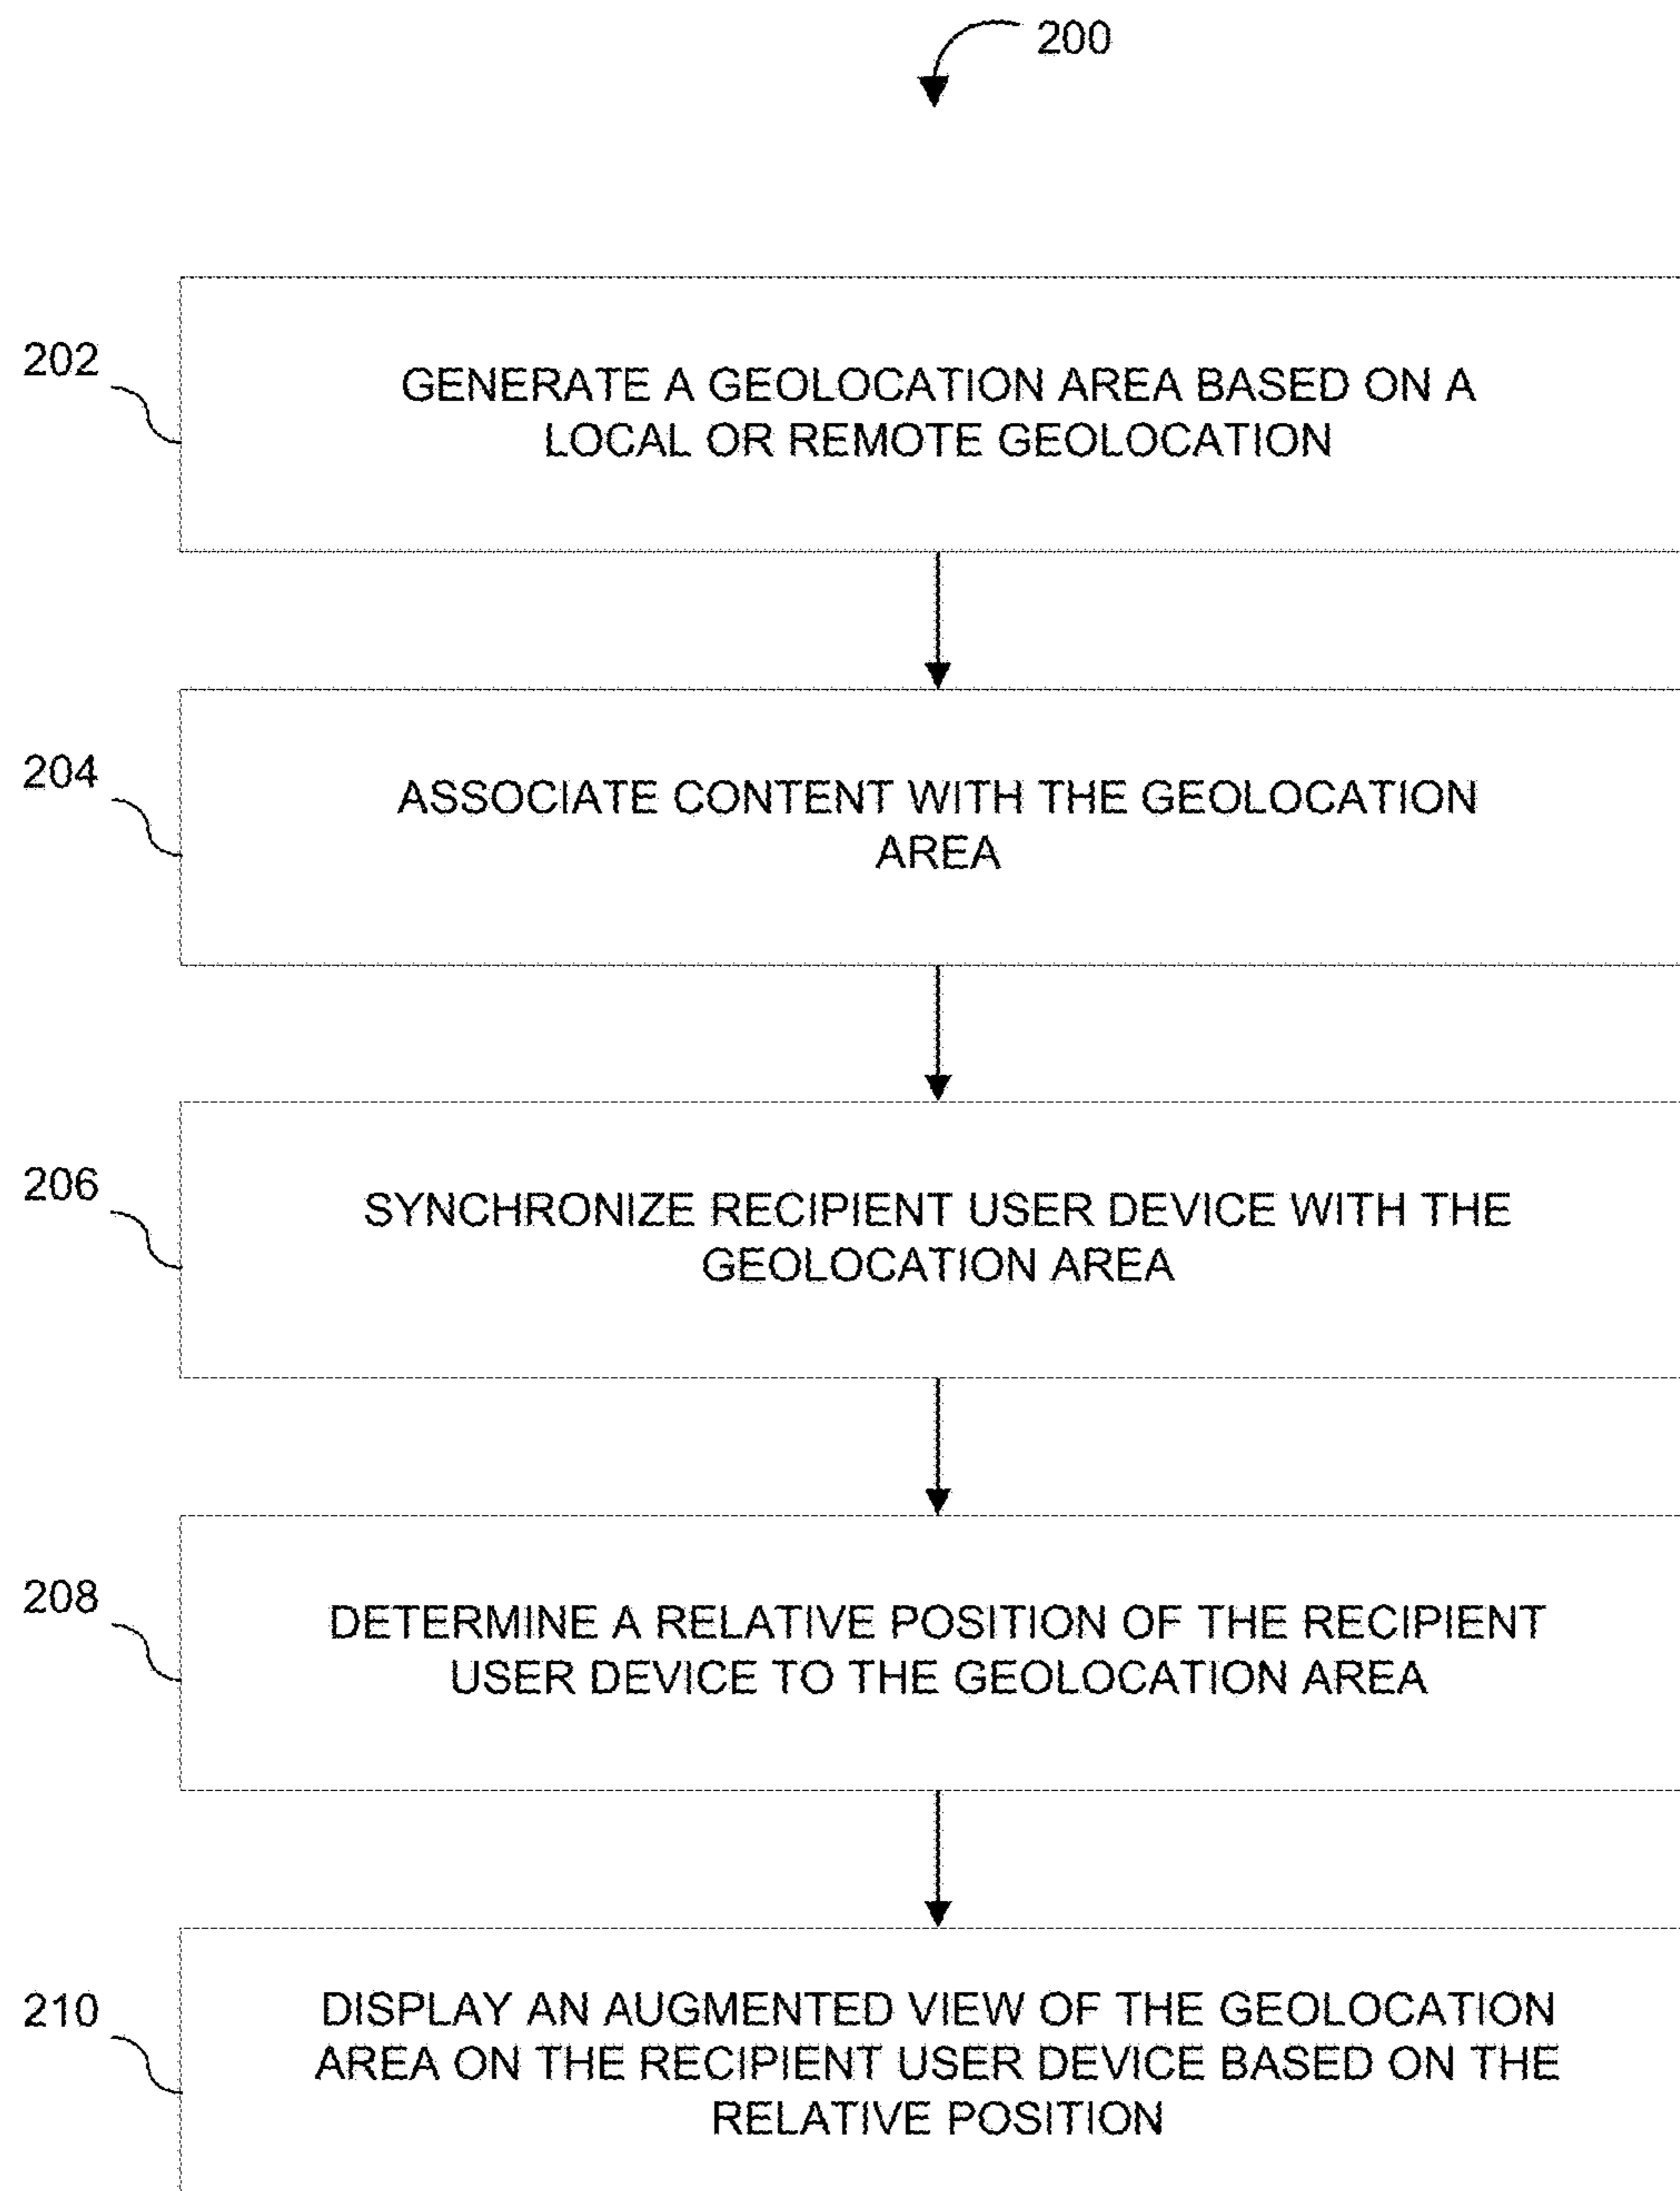 200
202
GENERATE A GEOLOCATION AREA BASED ON A
LOCAL OR REMOTE GEOLOCATION
204
ASSOCIATE CONTENT WITH THE GEOLOCATION
AREA
206
SYNCHRONIZE RECIPIENT USER DEVICE WITH THE
GEOLOCATION AREA
208
DETERMINE A RELATIVE POSITION OF THE RECIPIENT
USER DEVICE TO THE GEOLOCATION AREA
210
DISPLAY AN AUGMENTED VIEW OF THE GEOLOCATION
AREA ON THE RECIPIENT USER DEVICE BASED ON THE
RELATIVE POSITION